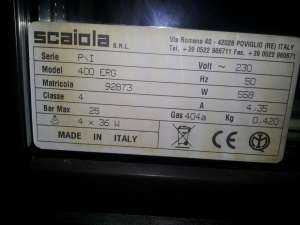 scaiola
S.R.L.
Via Romana 40 - 42028 POVIGLIO (RE) ITALY
Tel. +39 0522 966711 Fax. +39 0522 960871
Serie P\I Volt ~ 230
Model 400 ERG Hz 50
Matricola 92873 W 558
Classe 4 A 4.35
Bar Max 25 Gas 404a Kg 0.420
4 x 36 W
MADE IN ITALY CE